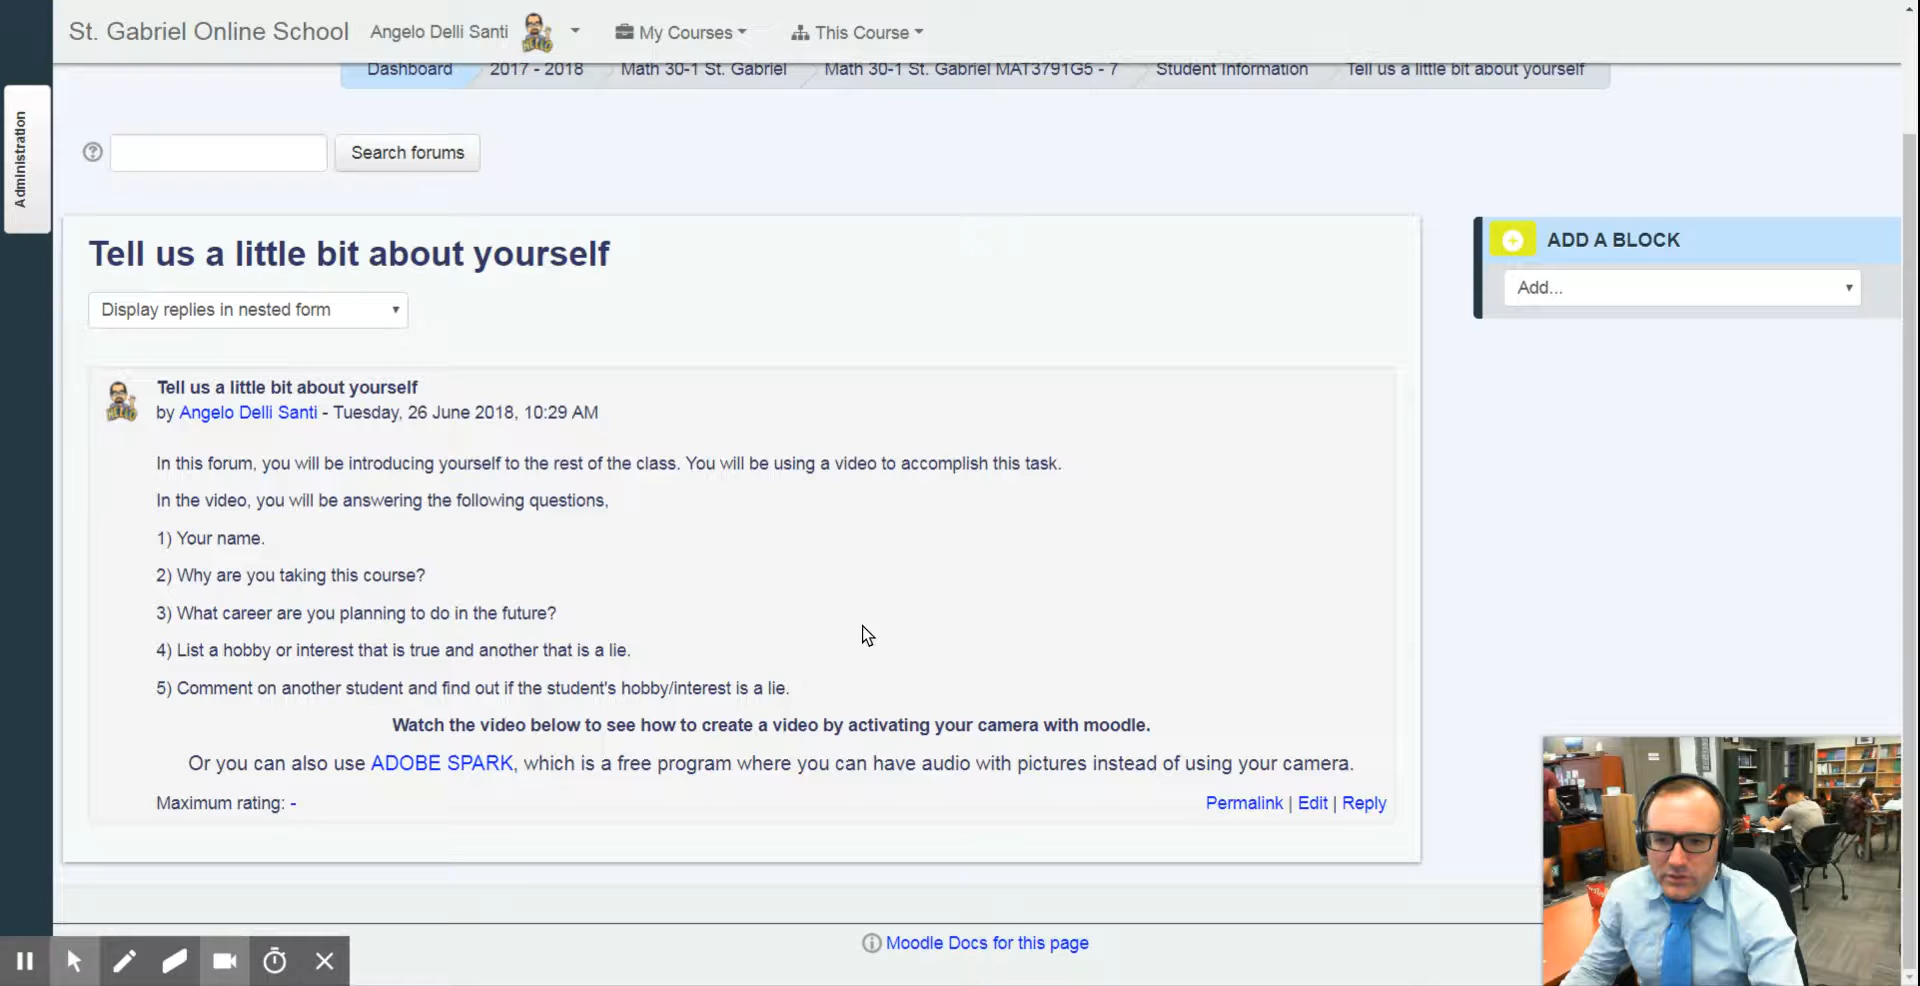 St. Gabriel Online School Angelo Delli Santi My Courses This Course
Dashboard 2017 - 2018 Math 30-1 St. Gabriel Math 30-1 St. Gabriel MAT3791G5 - 7 Student Information Tell us a little bit about yourself
Administration
Search forums
Tell us a little bit about yourself
ADD A BLOCK
Add...
Display replies in nested form
Tell us a little bit about yourself
by Angelo Delli Santi - Tuesday, 26 June 2018, 10:29 AM
In this forum, you will be introducing yourself to the rest of the class. You will be using a video to accomplish this task.
In the video, you will be answering the following questions,
1) Your name.
2) Why are you taking this course?
3) What career are you planning to do in the future?
4) List a hobby or interest that is true and another that is a lie.
5) Comment on another student and find out if the student's hobby/interest is a lie.
Watch the video below to see how to create a video by activating your camera with moodle.
Or you can also use ADOBE SPARK, which is a free program where you can have audio with pictures instead of using your camera.
Maximum rating: -
Permalink | Edit | Reply
Moodle Docs for this page